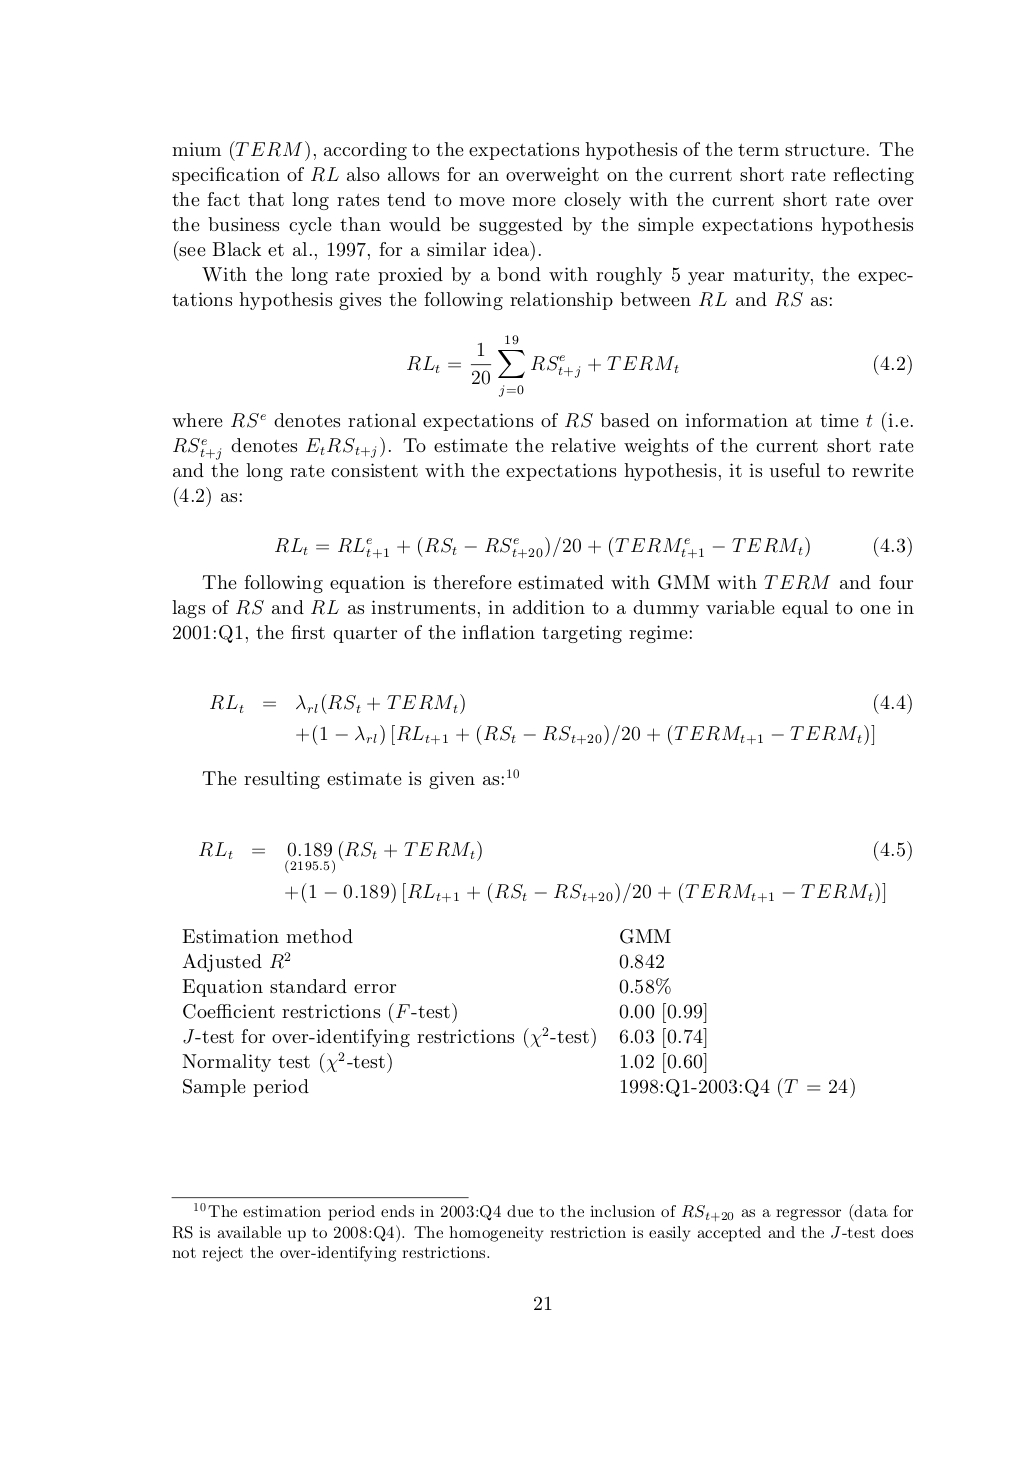 mium (TERM), according to the expectations hypothesis of the term structure. The
specification of RL also allows for an overweight on the current short rate reflecting
the fact that long rates tend to move more closely with the current short rate over
the business cycle than would be suggested by the simple expectations hypothesis
(see Black et al., 1997, for a similar idea).
With the long rate proxied by a bond with roughly 5 year maturity, the expec-
tations hypothesis gives the following relationship between RL and RS as:
$RL_t = \frac{1}{20} \sum_{j=0}^{19} RS^e_{t+j} + TERM_t$ (4.2)
where $RS^e$ denotes rational expectations of RS based on information at time t (i.e.
$RS^e_{t+j}$ denotes $E_t RS_{t+j}$). To estimate the relative weights of the current short rate
and the long rate consistent with the expectations hypothesis, it is useful to rewrite
(4.2) as:
$RL_t = RL^e_{t+1} + (RS_t - RS^e_{t+20})/20 + (TERM^e_{t+1} - TERM_t)$ (4.3)
The following equation is therefore estimated with GMM with TERM and four
lags of RS and RL as instruments, in addition to a dummy variable equal to one in
2001:Q1, the first quarter of the inflation targeting regime:
$RL_t = \lambda_{rl}(RS_t + TERM_t)$ (4.4)
$+(1 - \lambda_{rl}) [RL_{t+1} + (RS_t - RS_{t+20})/20 + (TERM_{t+1} - TERM_t)]$
The resulting estimate is given as:$^{10}$
$RL_t = \underset{(2195.5)}{0.189}(RS_t + TERM_t)$ (4.5)
$+(1 - 0.189) [RL_{t+1} + (RS_t - RS_{t+20})/20 + (TERM_{t+1} - TERM_t)]$
Estimation method GMM
Adjusted $R^2$ 0.842
Equation standard error 0.58%
Coefficient restrictions (F-test) 0.00 [0.99]
J-test for over-identifying restrictions ($\chi^2$-test) 6.03 [0.74]
Normality test ($\chi^2$-test) 1.02 [0.60]
Sample period 1998:Q1-2003:Q4 (T = 24)
$^{10}$The estimation period ends in 2003:Q4 due to the inclusion of $RS_{t+20}$ as a regressor (data for
RS is available up to 2008:Q4). The homogeneity restriction is easily accepted and the J-test does
not reject the over-identifying restrictions.
21